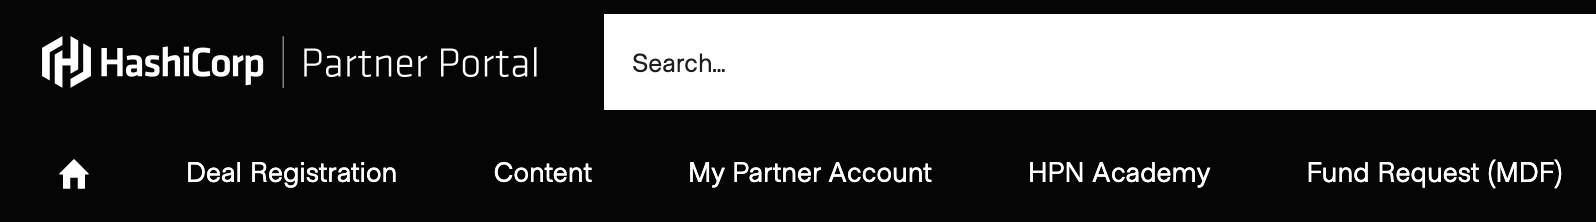 HashiCorp | Partner Portal
Search...
Deal Registration Content My Partner Account HPN Academy Fund Request (MDF)